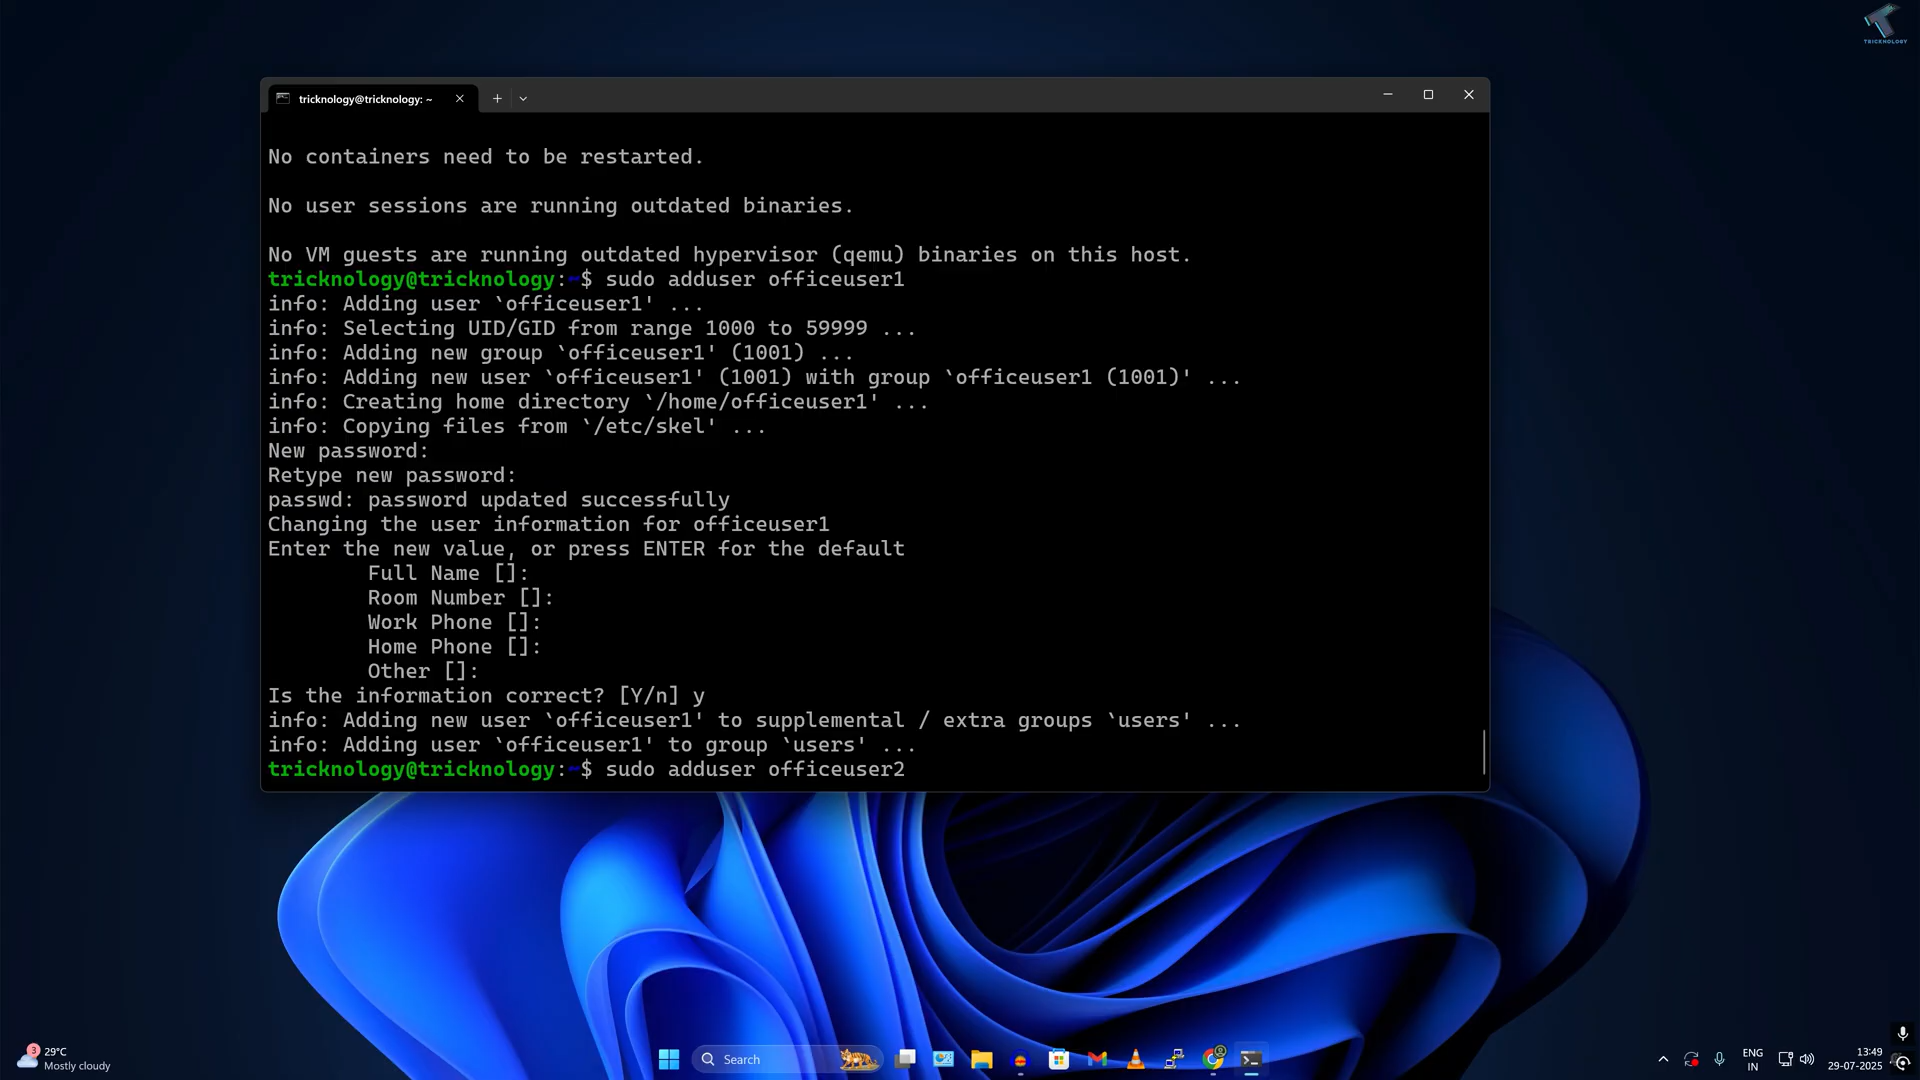 TRICKNOLOGY
tricknology@tricknology: ~
No containers need to be restarted.
No user sessions are running outdated binaries.
No VM guests are running outdated hypervisor (qemu) binaries on this host.
tricknology@tricknology:~$ sudo adduser officeuser1
info: Adding user `officeuser1' ...
info: Selecting UID/GID from range 1000 to 59999 ...
info: Adding new group `officeuser1' (1001) ...
info: Adding new user `officeuser1' (1001) with group `officeuser1 (1001)' ...
info: Creating home directory `/home/officeuser1' ...
info: Copying files from `/etc/skel' ...
New password:
Retype new password:
passwd: password updated successfully
Changing the user information for officeuser1
Enter the new value, or press ENTER for the default
Full Name []:
Room Number []:
Work Phone []:
Home Phone []:
Other []:
Is the information correct? [Y/n] y
info: Adding new user `officeuser1' to supplemental / extra groups `users' ...
info: Adding user `officeuser1' to group `users' ...
tricknology@tricknology:~$ sudo adduser officeuser2
3
29°C
Mostly cloudy
Search
ENG
IN
13:49
29-07-2025